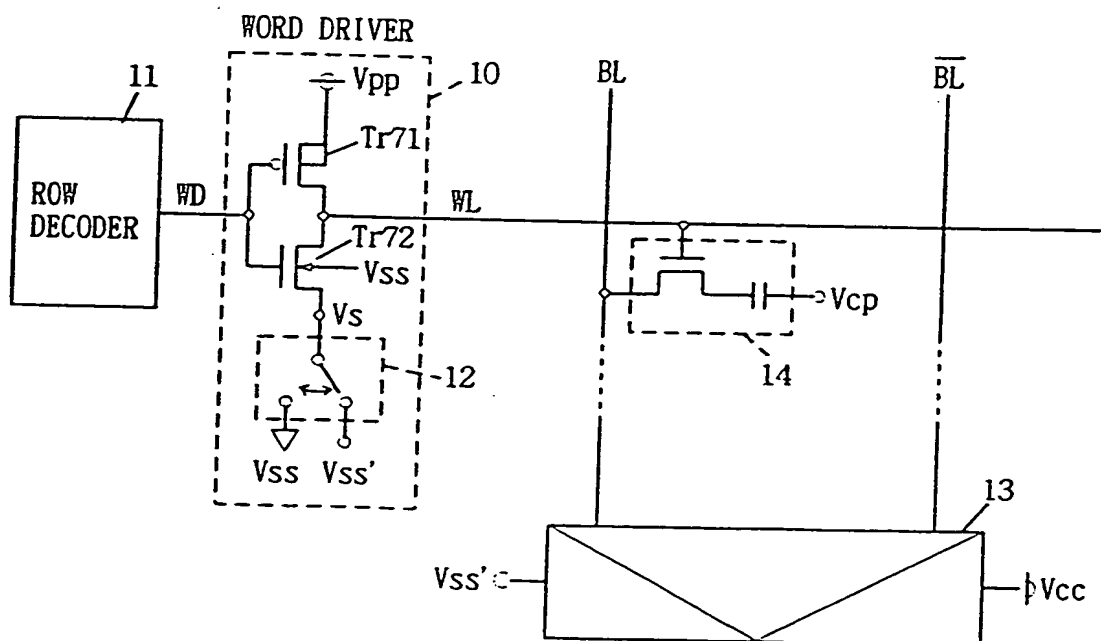 WORD DRIVER
11
Vpp
10
BL
BL
Tr71
ROW
DECODER
WD
WL
Tr72
Vss
Vs
Vcp
12
14
Vss
Vss'
13
Vss'
Vcc